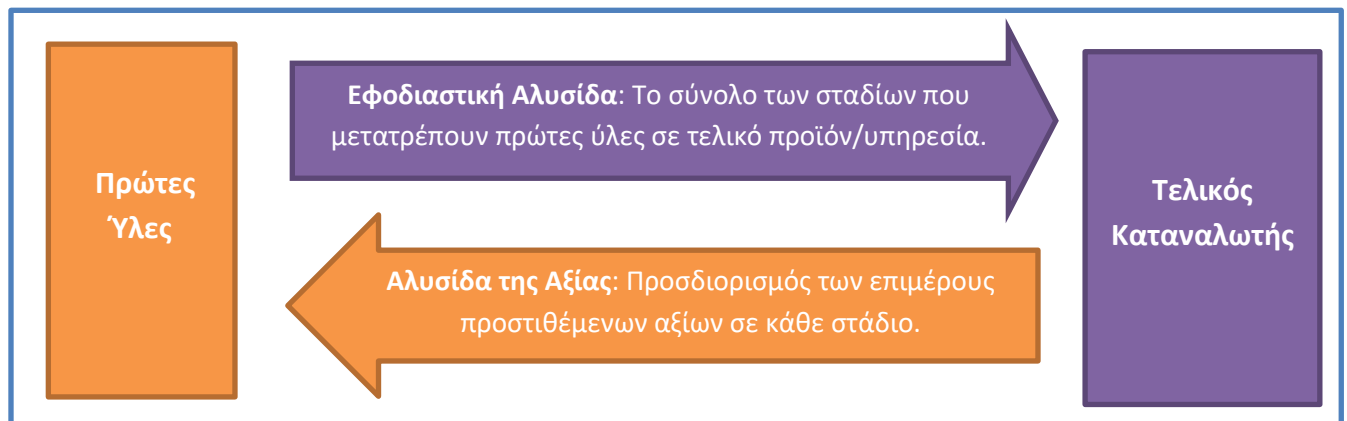 Πρώτες
Ύλες
Εφοδιαστική Αλυσίδα: Το σύνολο των σταδίων που
μετατρέπουν πρώτες ύλες σε τελικό προϊόν/υπηρεσία.
Αλυσίδα της Αξίας: Προσδιορισμός των επιμέρους
προστιθέμενων αξίων σε κάθε στάδιο.
Τελικός
Καταναλωτής